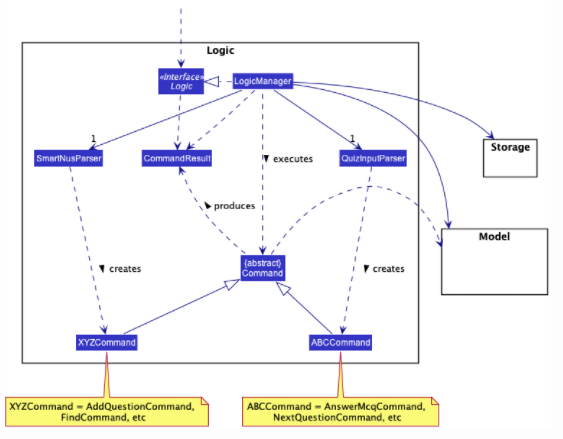 Logic
«interface»
Logic
LogicManager
1
1
SmartNusParser
CommandResult
executes
QuizInputParser
Storage
produces
Model
{abstract}
Command
creates
creates
XYZCommand
ABCCommand
XYZCommand = AddQuestionCommand,
FindCommand, etc
ABCCommand = AnswerMcqCommand,
NextQuestionCommand, etc